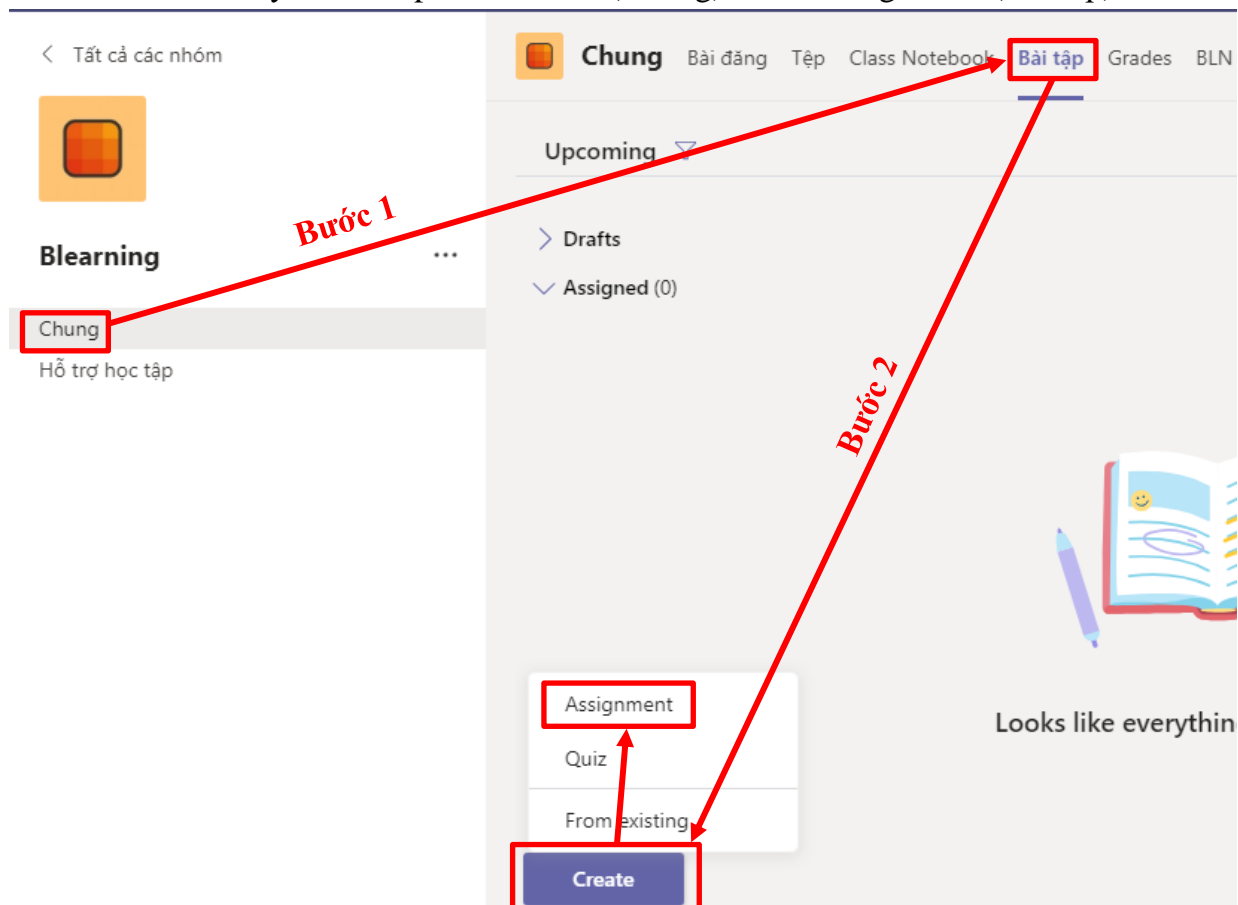 Tất cả các nhóm
Chung Bài đăng Tệp Class Notebook Bài tập Grades BLN
Upcoming
Bước 1
Blearning ...
Drafts
Assigned (0)
Chung
Hỗ trợ học tập
Bước 2
Assignment
Looks like everythin
Quiz
From existing
Create